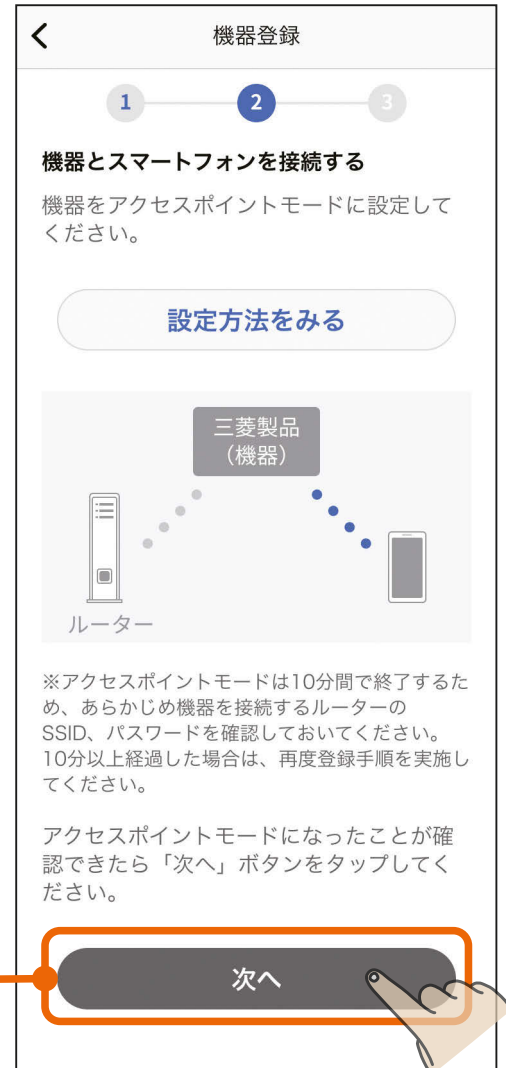 機器登録
1 2 3
機器とスマートフォンを接続する
機器をアクセスポイントモードに設定して
ください。
設定方法をみる
三菱製品
（機器）
ルーター
※アクセスポイントモードは10分間で終了するた
め、あらかじめ機器を接続するルーターの
SSID、パスワードを確認しておいてください。
10分以上経過した場合は、再度登録手順を実施し
てください。
アクセスポイントモードになったことが確
認できたら「次へ」ボタンをタップしてく
ださい。
次へ